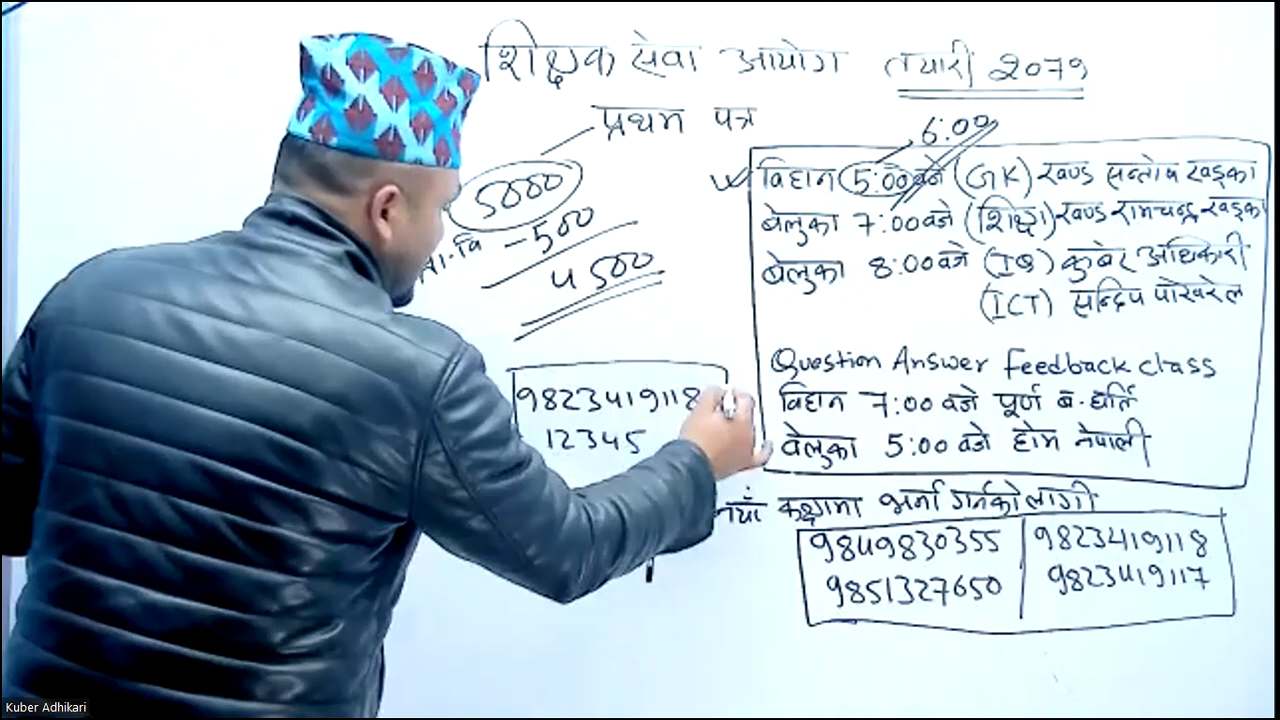 शिक्षक सेवा आयोग तयारी 2079
प्रथम पत्र
5000
- 500
4500
6:00
बिहान 5:00 बजे (GK) खण्ड सन्तोष खड्का
बेलुका 7:00 बजे (शिक्षा) खण्ड रामचन्द्र खड्का
बेलुका 8:00 बजे (IQ) कुबेर अधिकारी
(ICT) सन्दिप पोखरेल
Question Answer Feedback class
बिहान 7:00 बजे पूर्ण ब. घर्ति
बेलुका 5:00 बजे होम नेपाली
9823419118
12345
नयाँ कक्षामा भर्ना गर्नको लागी
9849830355 9823419118
9851327650 9823419117
Kuber Adhikari